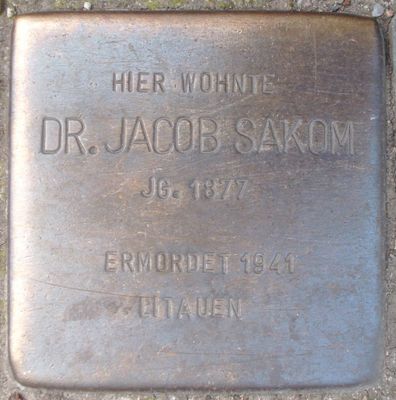 HIER WOHNTE
DR. JACOB SAKOM
JG. 1877
ERMORDET 1941
LITAUEN